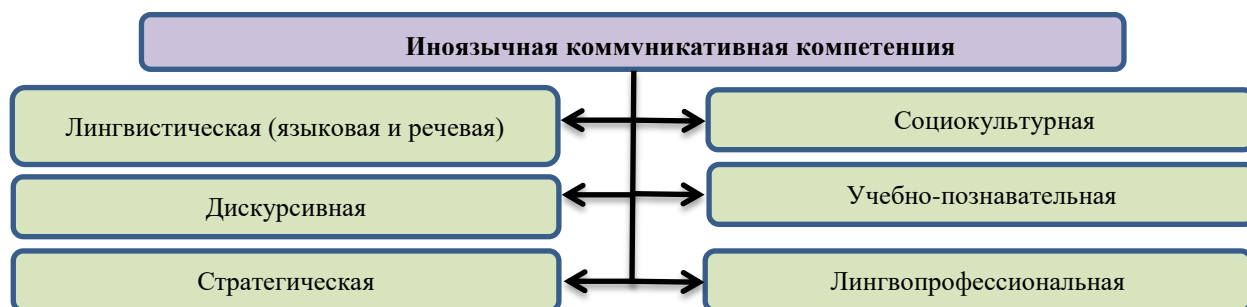 Иноязычная коммуникативная компетенция
Лингвистическая (языковая и речевая)
Социокультурная
Дискурсивная
Учебно-познавательная
Стратегическая
Лингвопрофессиональная